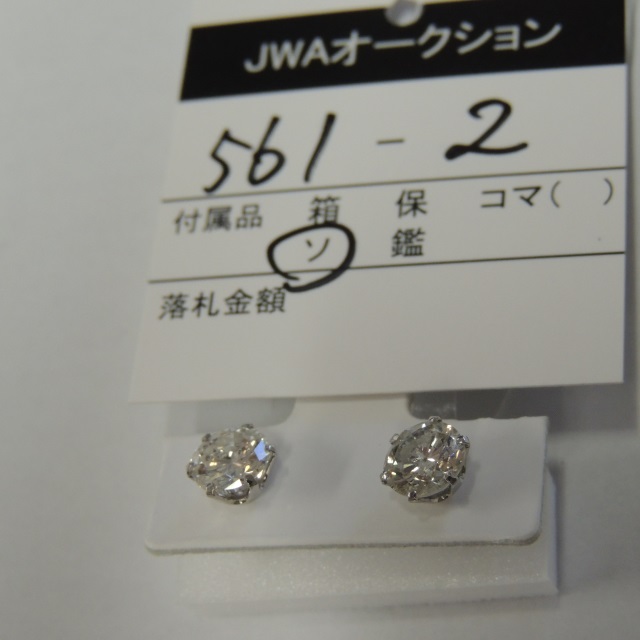 JWAオークション
561-2
付属品 箱 保 コマ( )
ソ 鑑
落札金額